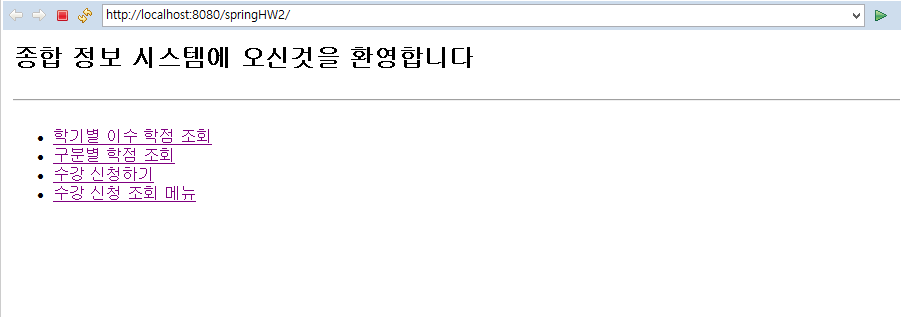 http://localhost:8080/springHW2/
종합 정보 시스템에 오신것을 환영합니다
학기별 이수 학점 조회
구분별 학점 조회
수강 신청하기
수강 신청 조회 메뉴